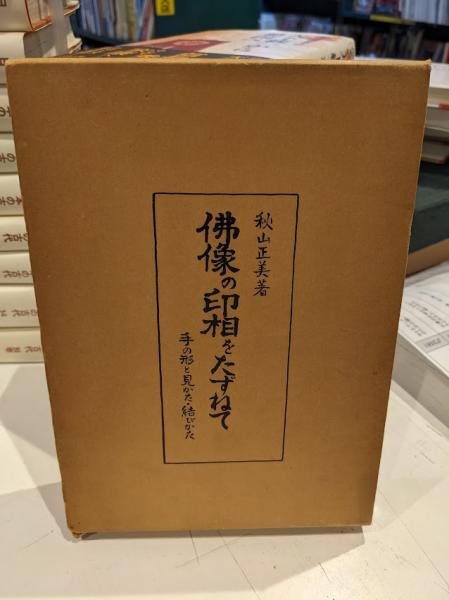 秋山正美著
佛像の印相をたずねて
手の形と見かた・結びかた